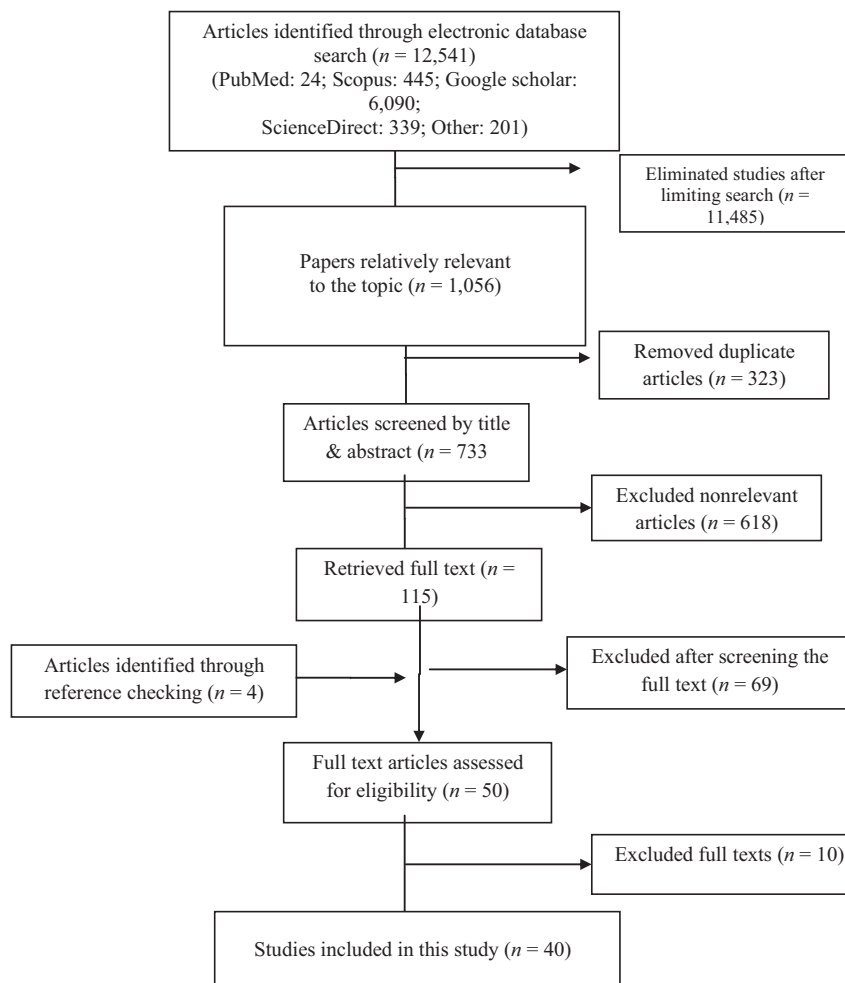 Articles identified through electronic database
search (n = 12,541)
(PubMed: 24; Scopus: 445; Google scholar:
6,090;
ScienceDirect: 339; Other: 201)
Eliminated studies after
limiting search (n =
11,485)
Papers relatively relevant
to the topic (n = 1,056)
Removed duplicate
articles (n = 323)
Articles screened by title
& abstract (n = 733
Excluded nonrelevant
articles (n = 618)
Retrieved full text (n =
115)
Articles identified through
reference checking (n = 4)
Excluded after screening the
full text (n = 69)
Full text articles assessed
for eligibility (n = 50)
Excluded full texts (n = 10)
Studies included in this study (n = 40)